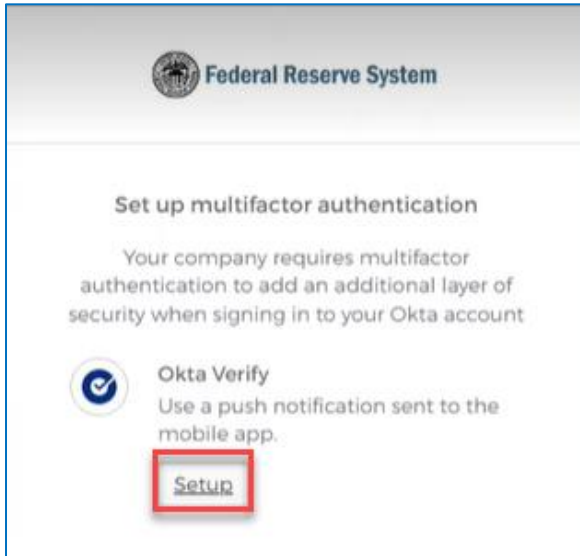 Federal Reserve System
Set up multifactor authentication
Your company requires multifactor
authentication to add an additional layer of
security when signing in to your Okta account
Okta Verify
Use a push notification sent to the
mobile app.
Setup